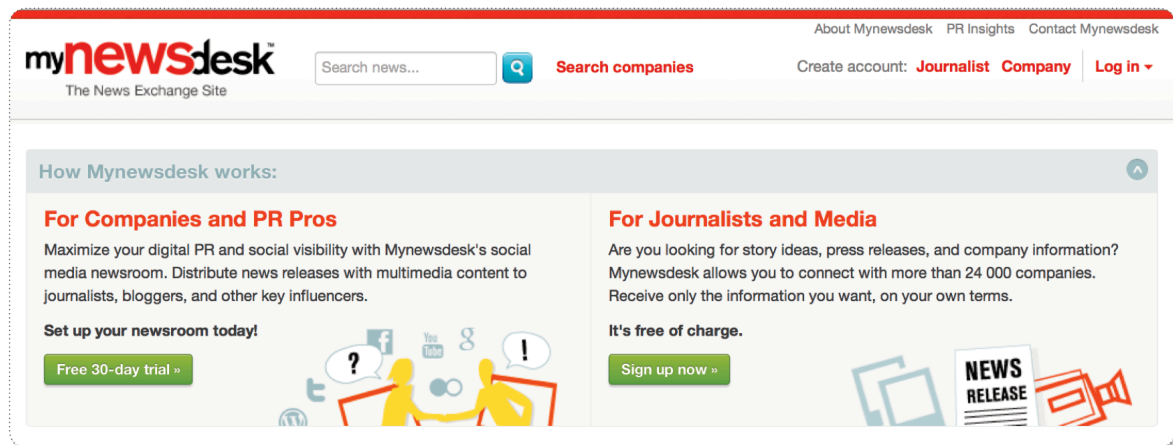 About Mynewsdesk PR Insights Contact Mynewsdesk
mynewsdesk™
The News Exchange Site
Search news...
Search companies
Create account: Journalist Company
Log in
How Mynewsdesk works:
For Companies and PR Pros
Maximize your digital PR and social visibility with Mynewsdesk's social
media newsroom. Distribute news releases with multimedia content to
journalists, bloggers, and other key influencers.
Set up your newsroom today!
Free 30-day trial »
f
You
Tube
g
?
!
t
W
For Journalists and Media
Are you looking for story ideas, press releases, and company information?
Mynewsdesk allows you to connect with more than 24 000 companies.
Receive only the information you want, on your own terms.
It's free of charge.
Sign up now »
NEWS
RELEASE